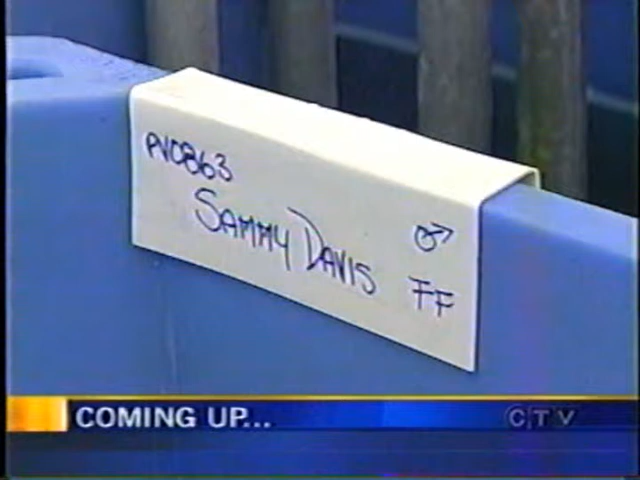 PV0863
SAMMY DAVIS ♂
FF
COMING UP...
CTV